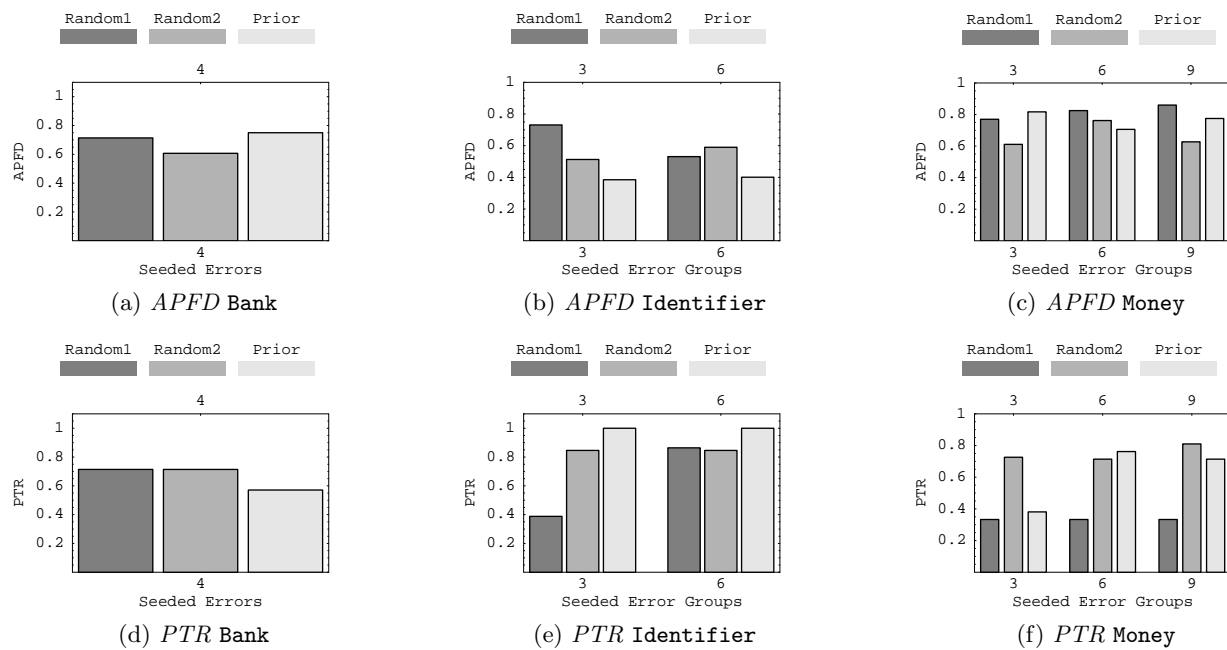 Random1 Random2 Prior
4
1
0.8
0.6
0.4
0.2
APFD
4
Seeded Errors
(a) APFD Bank
Random1 Random2 Prior
3 6
1
0.8
0.6
0.4
0.2
APFD
3 6
Seeded Error Groups
(b) APFD Identifier
Random1 Random2 Prior
3 6 9
1
0.8
0.6
0.4
0.2
APFD
3 6 9
Seeded Error Groups
(c) APFD Money
Random1 Random2 Prior
4
1
0.8
0.6
0.4
0.2
PTR
4
Seeded Errors
(d) PTR Bank
Random1 Random2 Prior
3 6
1
0.8
0.6
0.4
0.2
PTR
3 6
Seeded Error Groups
(e) PTR Identifier
Random1 Random2 Prior
3 6 9
1
0.8
0.6
0.4
0.2
PTR
3 6 9
Seeded Error Groups
(f) PTR Money